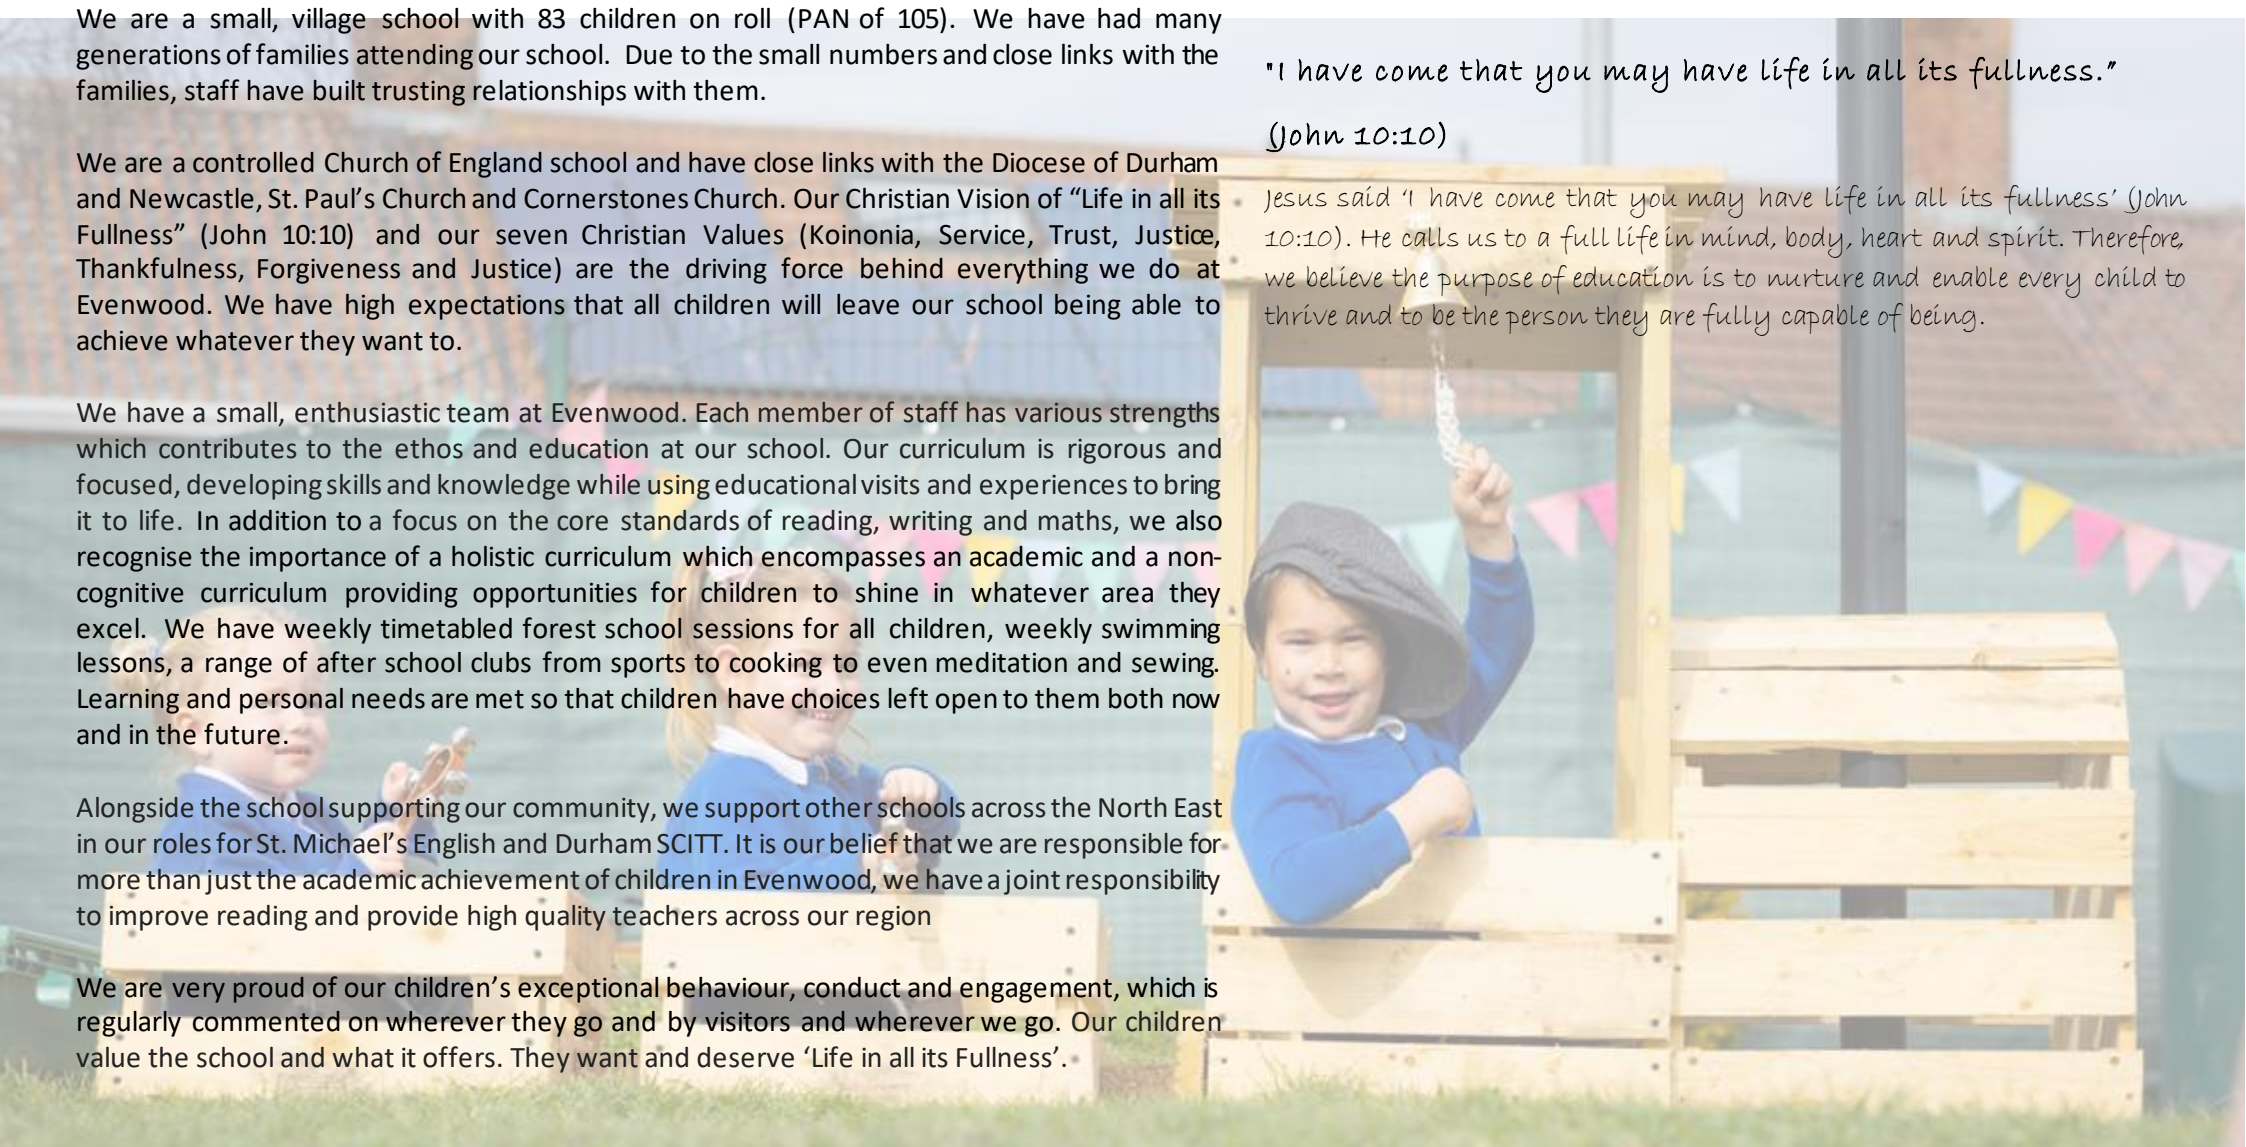 We are a small, village school with 83 children on roll (PAN of 105). We have had many
generations of families attending our school. Due to the small numbers and close links with the
families, staff have built trusting relationships with them.
We are a controlled Church of England school and have close links with the Diocese of Durham
and Newcastle, St. Paul’s Church and Cornerstones Church. Our Christian Vision of “Life in all its
Fullness” (John 10:10) and our seven Christian Values (Koinonia, Service, Trust, Justice,
Thankfulness, Forgiveness and Justice) are the driving force behind everything we do at
Evenwood. We have high expectations that all children will leave our school being able to
achieve whatever they want to.
We have a small, enthusiastic team at Evenwood. Each member of staff has various strengths
which contributes to the ethos and education at our school. Our curriculum is rigorous and
focused, developing skills and knowledge while using educational visits and experiences to bring
it to life. In addition to a focus on the core standards of reading, writing and maths, we also
recognise the importance of a holistic curriculum which encompasses an academic and a non-
cognitive curriculum providing opportunities for children to shine in whatever area they
excel. We have weekly timetabled forest school sessions for all children, weekly swimming
lessons, a range of after school clubs from sports to cooking to even meditation and sewing.
Learning and personal needs are met so that children have choices left open to them both now
and in the future.
Alongside the school supporting our community, we support other schools across the North East
in our roles for St. Michael’s English and Durham SCITT. It is our belief that we are responsible for
more than just the academic achievement of children in Evenwood, we have a joint responsibility
to improve reading and provide high quality teachers across our region
We are very proud of our children’s exceptional behaviour, conduct and engagement, which is
regularly commented on wherever they go and by visitors and wherever we go. Our children
value the school and what it offers. They want and deserve ‘Life in all its Fullness’.
"I have come that you may have life in all its fullness.”
(John 10:10)
Jesus said ‘I have come that you may have life in all its fullness’ (John
10:10). He calls us to a full life in mind, body, heart and spirit. Therefore,
we believe the purpose of education is to nurture and enable every child to
thrive and to be the person they are fully capable of being.